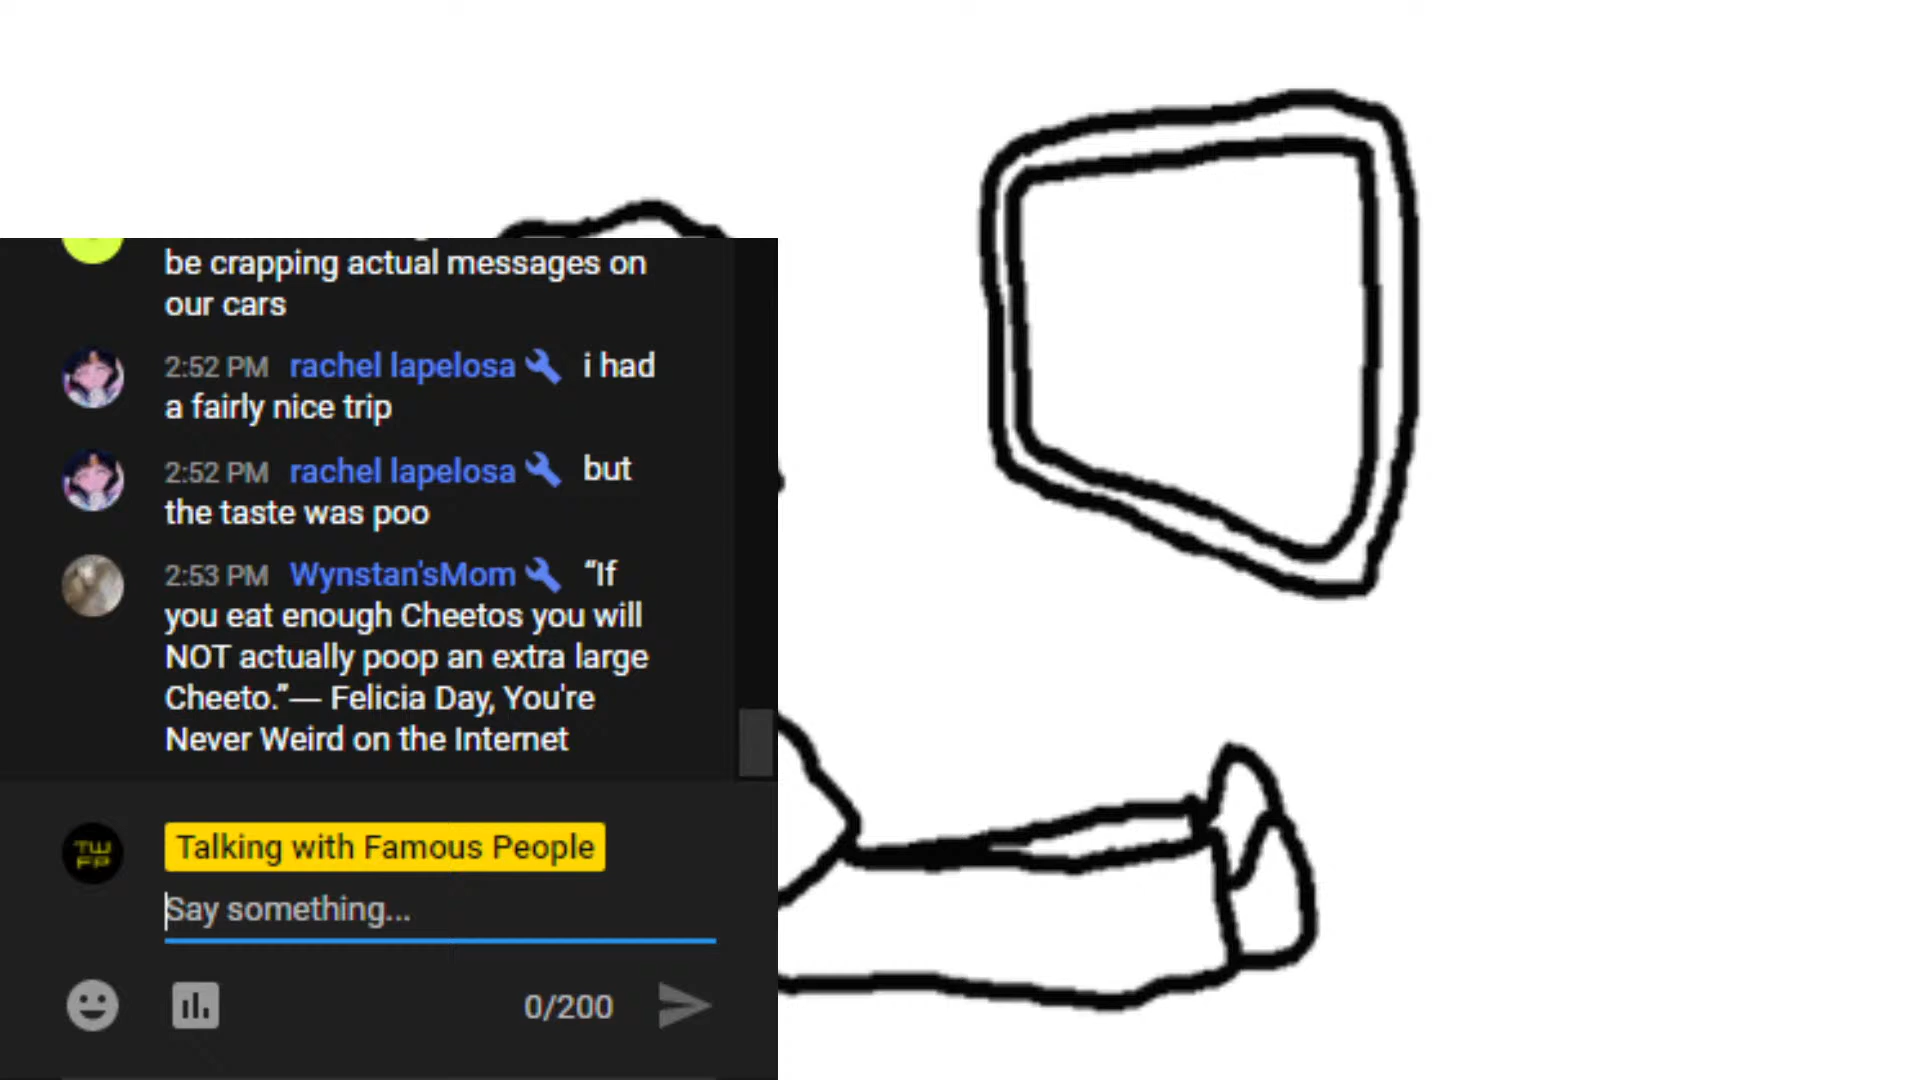 be crapping actual messages on
our cars
2:52 PM rachel lapelosa i had
a fairly nice trip
2:52 PM rachel lapelosa but
the taste was poo
2:53 PM Wynstan'sMom “If
you eat enough Cheetos you will
NOT actually poop an extra large
Cheeto.”— Felicia Day, You're
Never Weird on the Internet
TW
FP
Talking with Famous People
Say something...
0/200